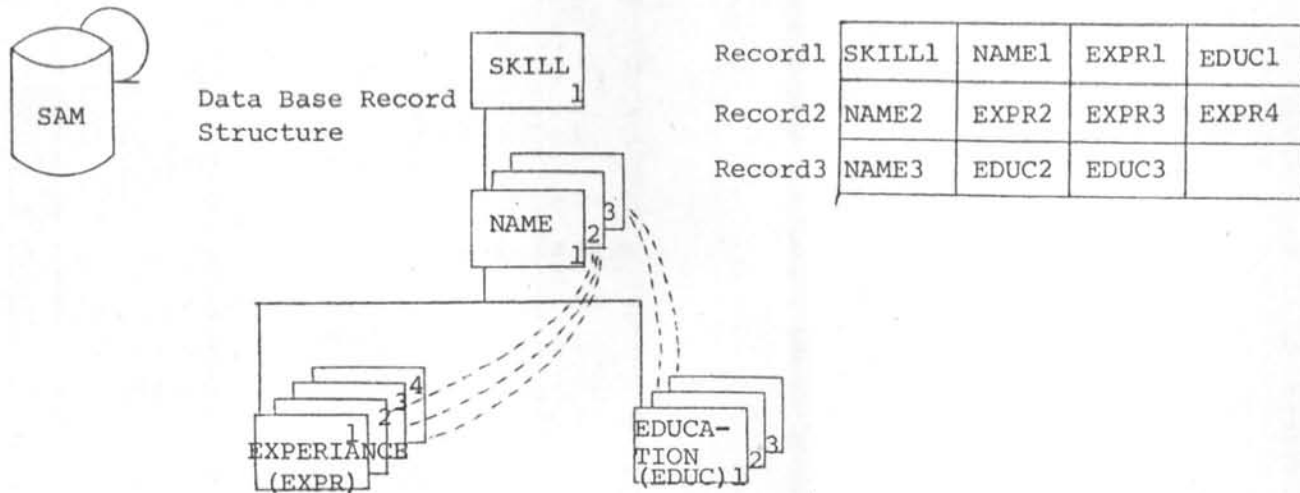 SAM
Data Base Record
Structure
SKILL
1
NAME
1
2
3
1
2
3
4
EXPERIANCE
(EXPR)
EDUCA-
TION
(EDUC) 1
2
3
Record1 SKILL1 NAME1 EXPR1 EDUC1
Record2 NAME2 EXPR2 EXPR3 EXPR4
Record3 NAME3 EDUC2 EDUC3